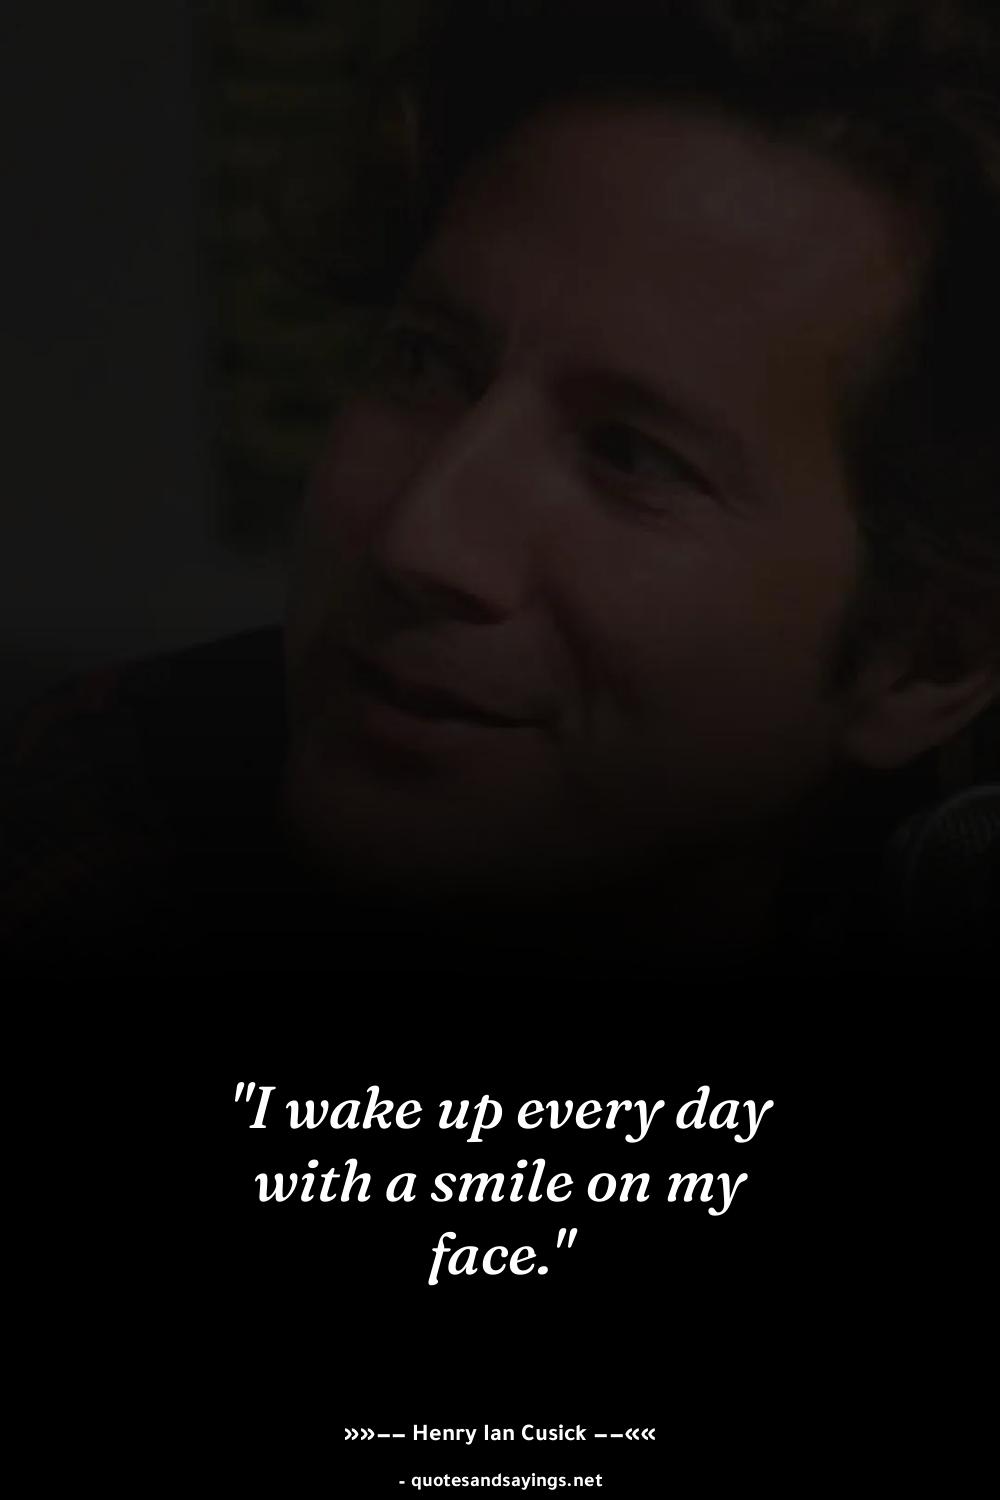 "I wake up every day
with a smile on my
face."
»»-- Henry Ian Cusick --««
- quotesandsayings.net